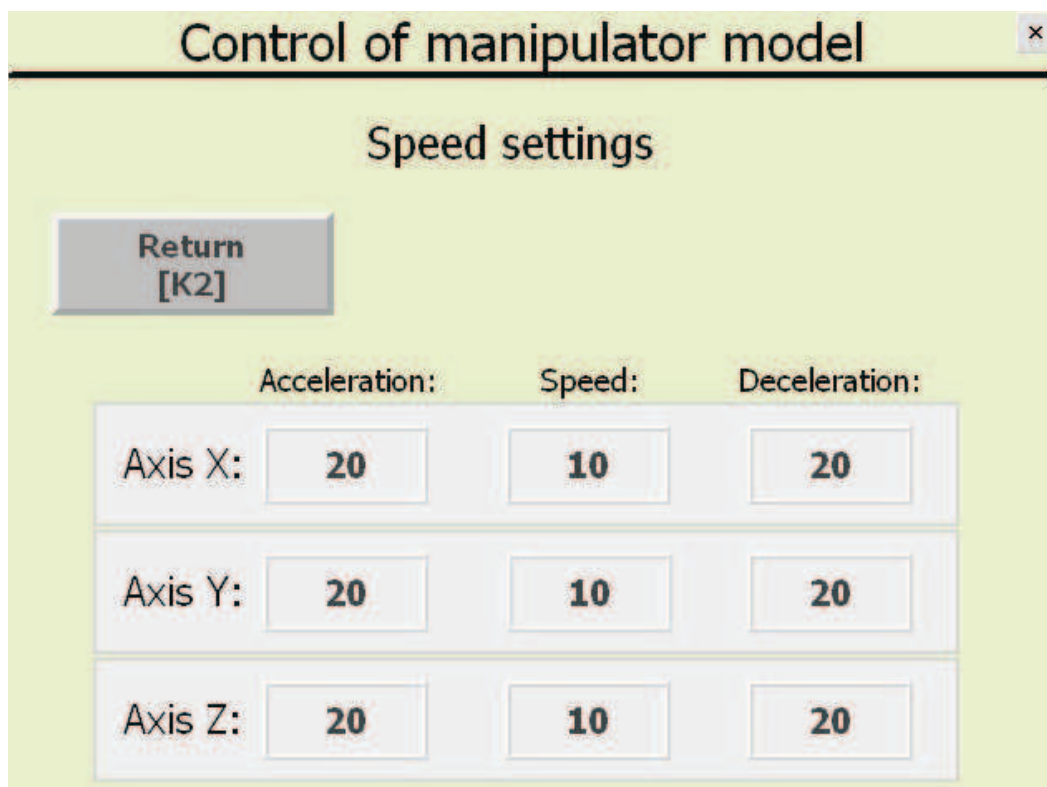 Control of manipulator model
×
Speed settings
Return
[K2]
Acceleration: Speed: Deceleration:
Axis X: 20 10 20
Axis Y: 20 10 20
Axis Z: 20 10 20